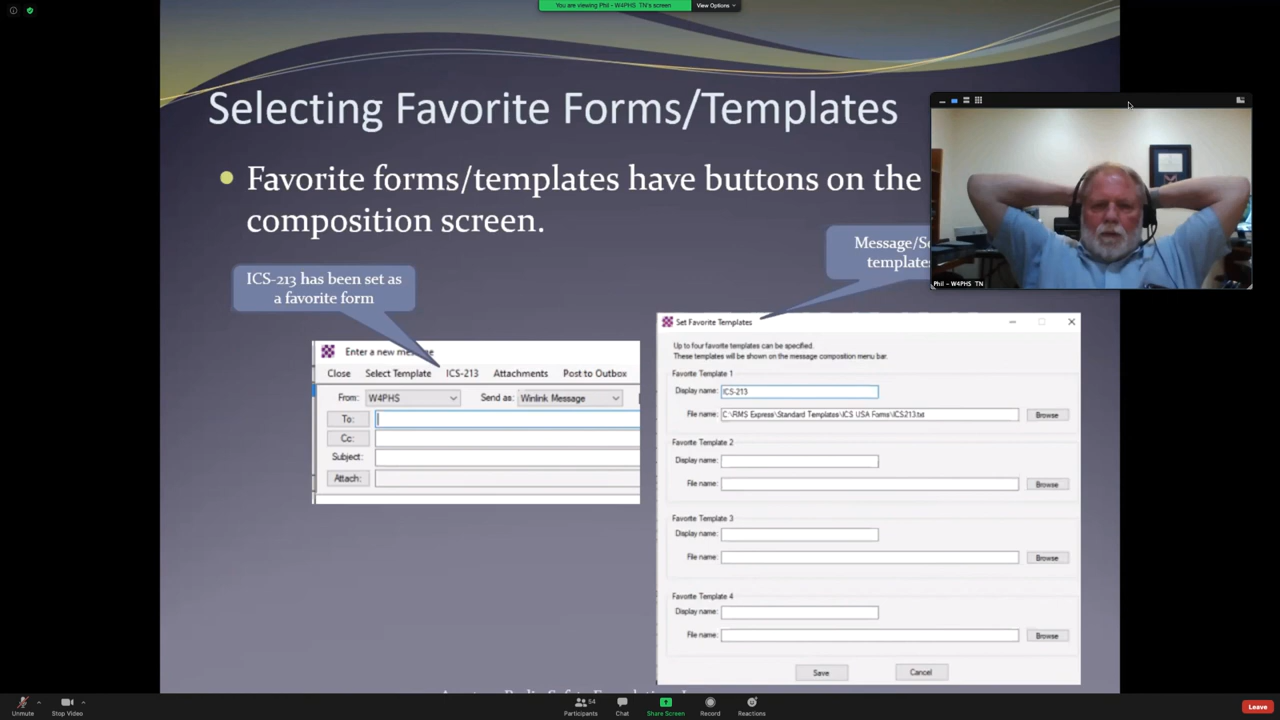 You are viewing Phil - W4PHS TN's screen
View Options
Selecting Favorite Forms/Templates
Favorite forms/templates have buttons on the
composition screen.
Phil - W4PHS TN
ICS-213 has been set as
a favorite form
Enter a new message
Close Select Template ICS-213 Attachments Post to Outbox
From: W4PHS Send as: Winlink Message
To:
Cc:
Subject:
Attach:
Set Favorite Templates
Up to four favorite templates can be specified.
These templates will be shown on the message composition menu bar.
Favorite Template 1
Display name: ICS-213
File name: C:\RMS Express\Standard Templates\ICS USA Forms\ICS213.txt Browse
Favorite Template 2
Display name:
File name: Browse
Favorite Template 3
Display name:
File name: Browse
Favorite Template 4
Display name:
File name: Browse
Save Cancel
Unmute Stop Video Participants 54 Chat Share Screen Record Reactions Leave